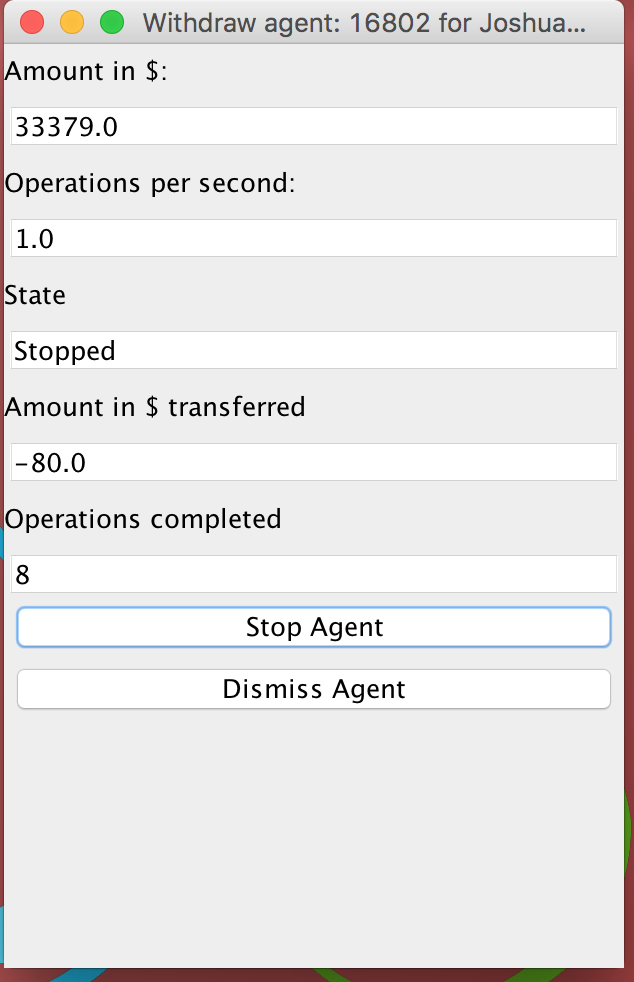 Withdraw agent: 16802 for Joshua...
Amount in $:
33379.0
Operations per second:
1.0
State
Stopped
Amount in $ transferred
-80.0
Operations completed
8
Stop Agent
Dismiss Agent